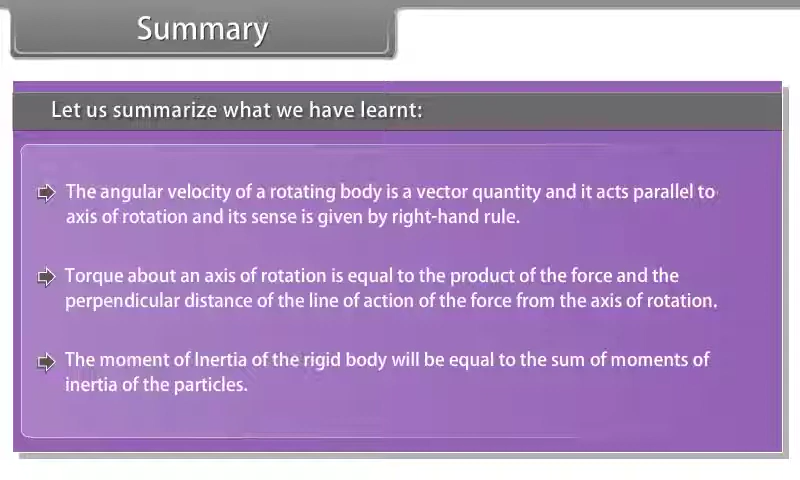 Summary
Let us summarize what we have learnt:
The angular velocity of a rotating body is a vector quantity and it acts parallel to
axis of rotation and its sense is given by right-hand rule.
Torque about an axis of rotation is equal to the product of the force and the
perpendicular distance of the line of action of the force from the axis of rotation.
The moment of Inertia of the rigid body will be equal to the sum of moments of
inertia of the particles.